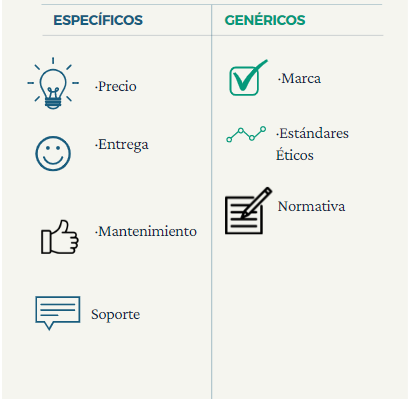 ESPECÍFICOS
·Precio
·Entrega
·Mantenimiento
Soporte
GENÉRICOS
·Marca
·Estándares
Éticos
Normativa